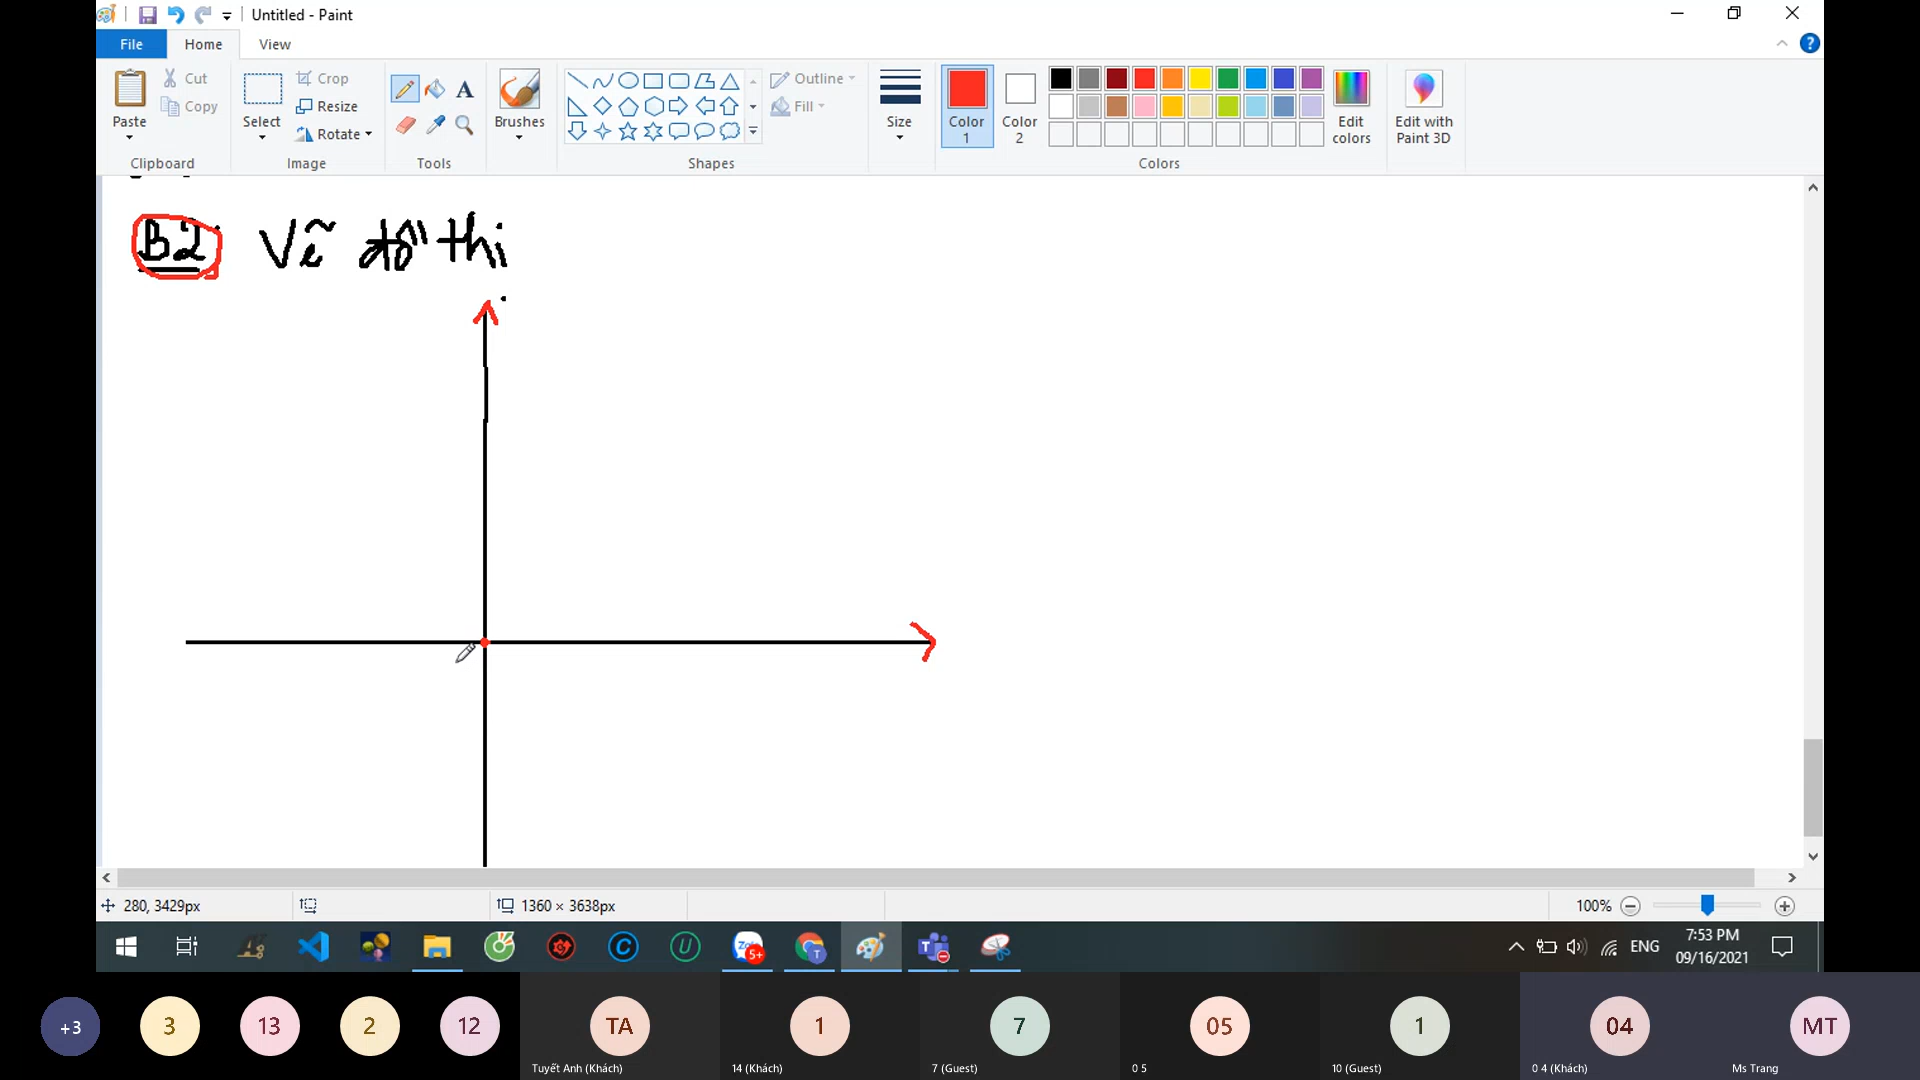 Untitled - Paint
File Home View
Paste Cut Copy Clipboard
Select Crop Resize Rotate Image
Tools
Brushes
Shapes
Outline Fill
Size
Color 1 Color 2 Edit colors Colors
Edit with Paint 3D
B2 Vẽ đồ thị
280, 3429px 1360 × 3638px 100%
ENG 7:53 PM
09/16/2021
+3 3 13 2 12 TA 1 7 05 1 04 MT
Tuyết Anh (Khách) 14 (Khách) 7 (Guest) 0 5 10 (Guest) 0 4 (Khách) Ms Trang